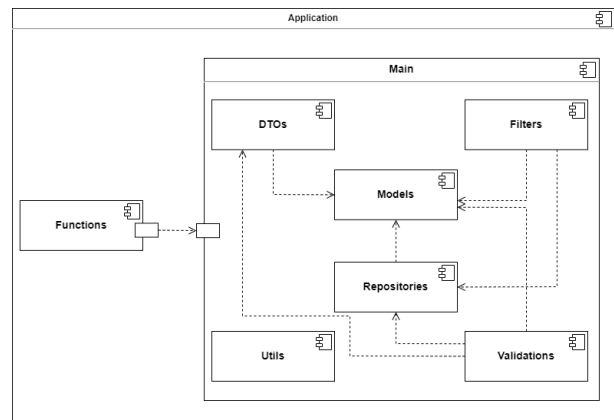 Application
Main
DTOs
Filters
Models
Functions
Repositories
Utils
Validations